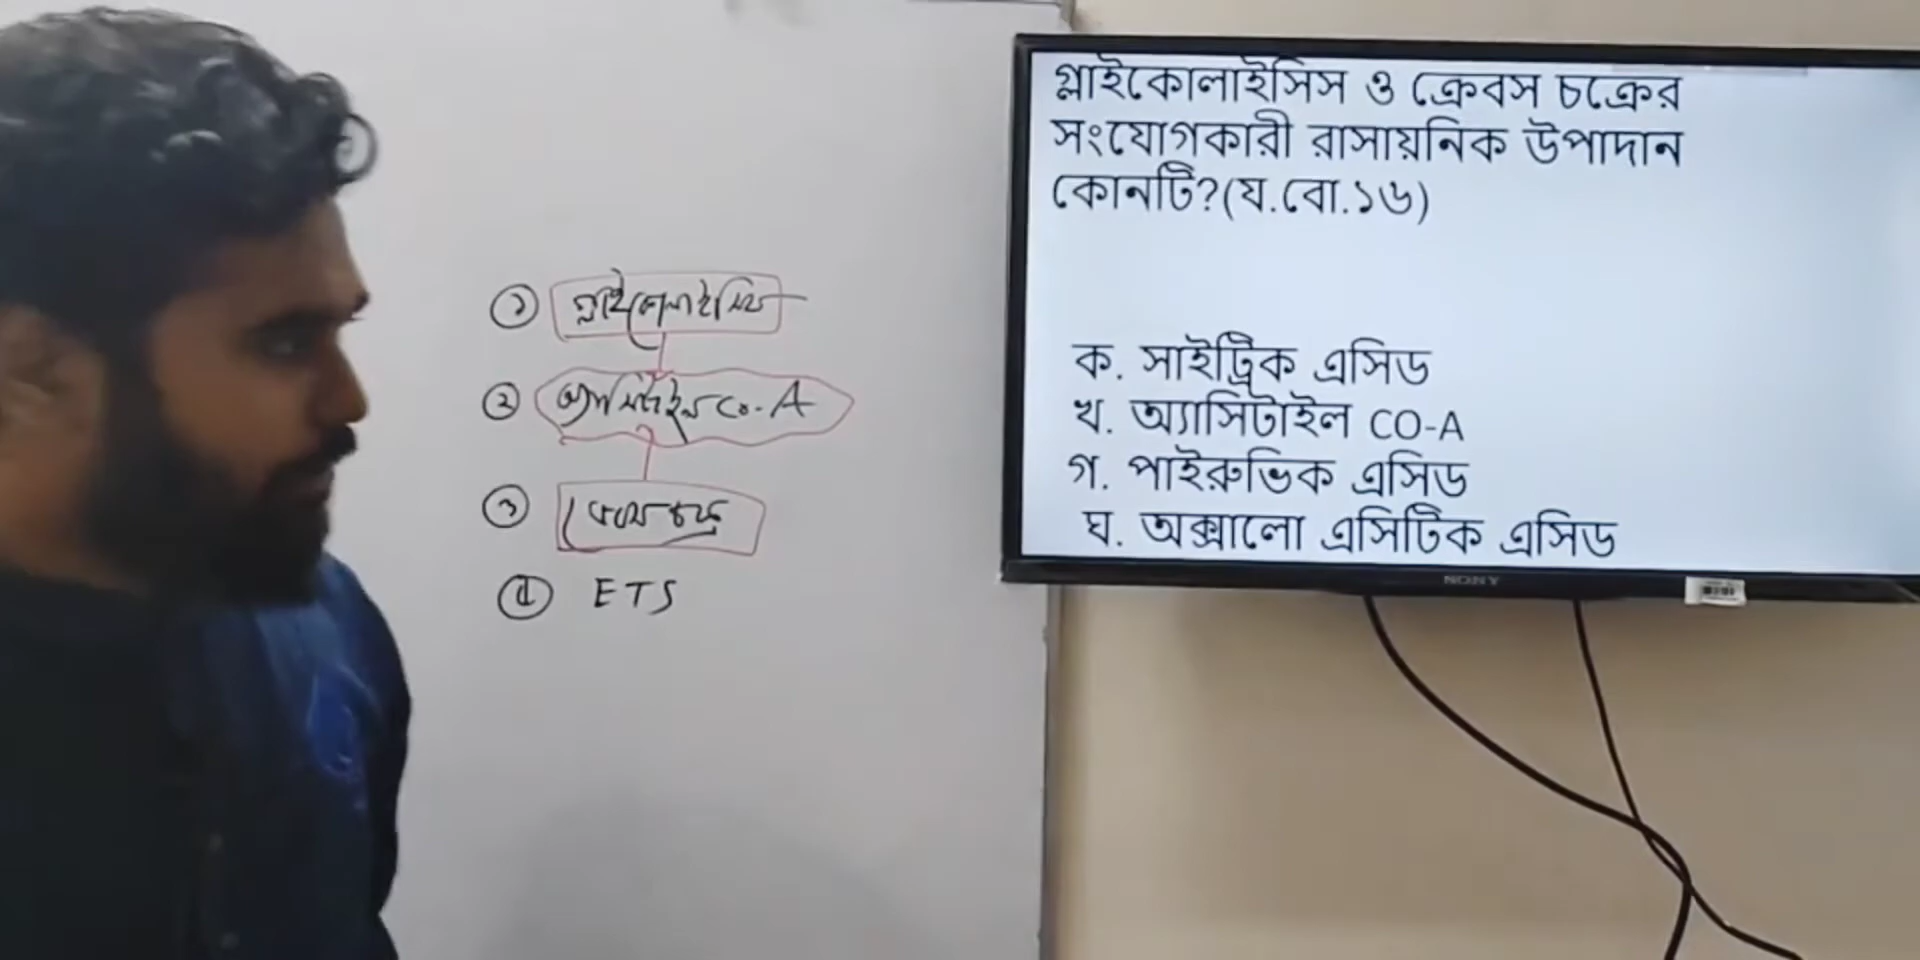 ① গ্লাইকোলাইসিস
② অ্যাসিটাইল Co-A
③ ক্রেবস চক্র
④ ETS
গ্লাইকোলাইসিস ও ক্রেবস চক্রের
সংযোগকারী রাসায়নিক উপাদান
কোনটি?(য.বো.১৬)
ক. সাইট্রিক এসিড
খ. অ্যাসিটাইল CO-A
গ. পাইরুভিক এসিড
ঘ. অক্সালো এসিটিক এসিড
SONY